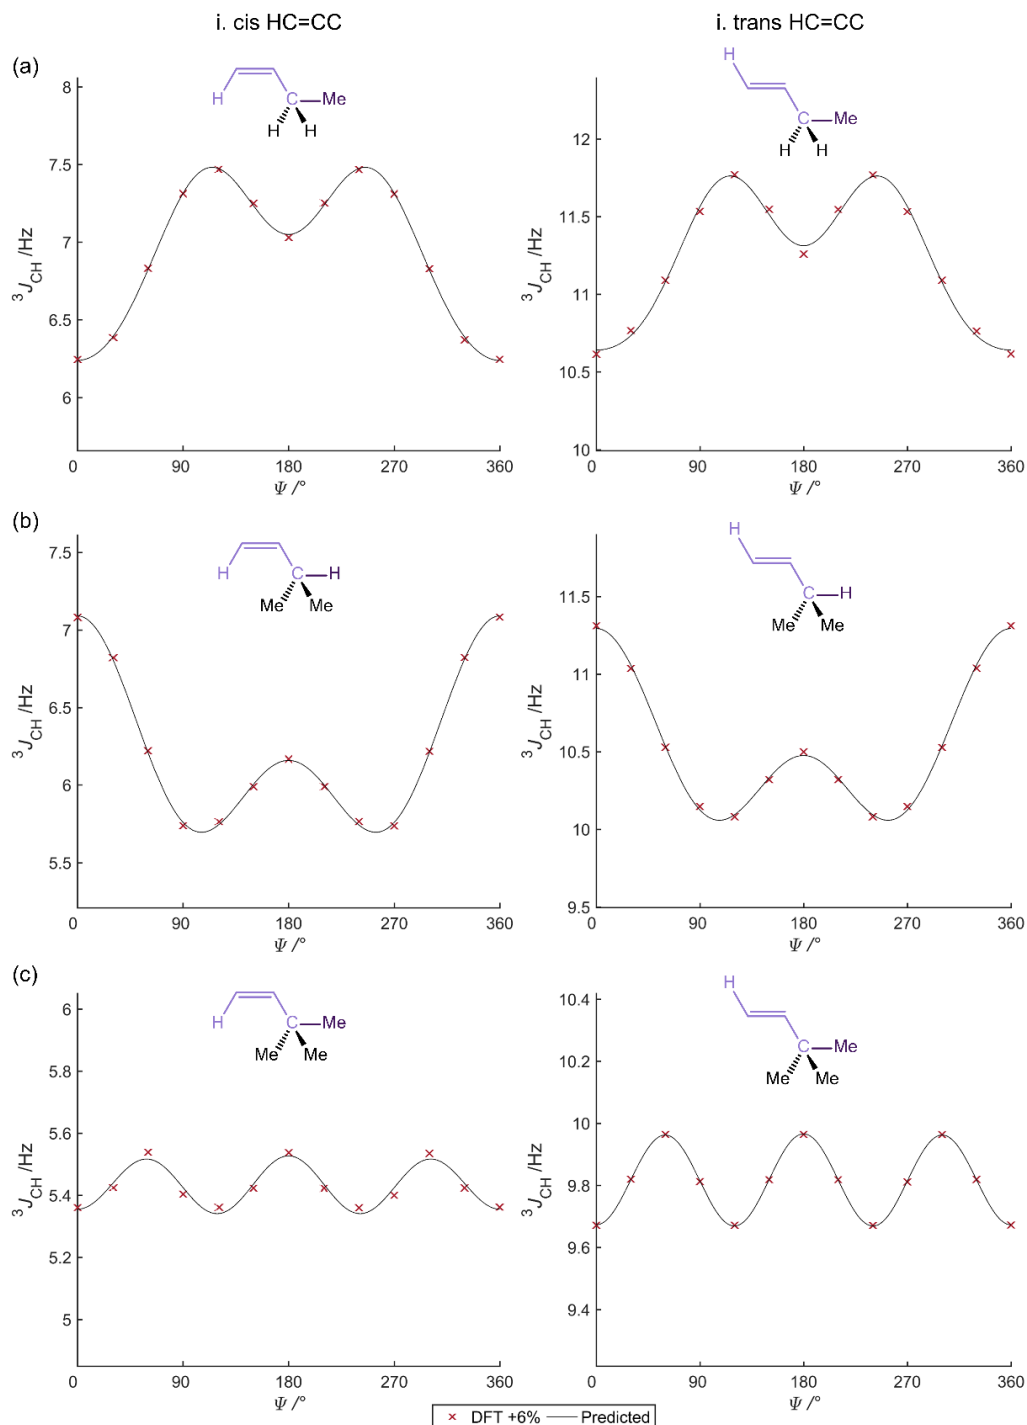 i. cis HC=CC
i. trans HC=CC
(a)
8
7.5
7
6.5
6
³J_CH /Hz
0 90 180 270 360
Ψ /°
H C Me
H H
12
11.5
11
10.5
10
³J_CH /Hz
0 90 180 270 360
Ψ /°
H
C Me
H H
(b)
7.5
7
6.5
6
5.5
³J_CH /Hz
0 90 180 270 360
Ψ /°
H C H
Me Me
11.5
11
10.5
10
9.5
³J_CH /Hz
0 90 180 270 360
Ψ /°
H
C H
Me Me
(c)
6
5.8
5.6
5.4
5.2
5
³J_CH /Hz
0 90 180 270 360
Ψ /°
H C Me
Me Me
10.4
10.2
10
9.8
9.6
9.4
³J_CH /Hz
0 90 180 270 360
Ψ /°
H
C Me
Me Me
× DFT +6% — Predicted